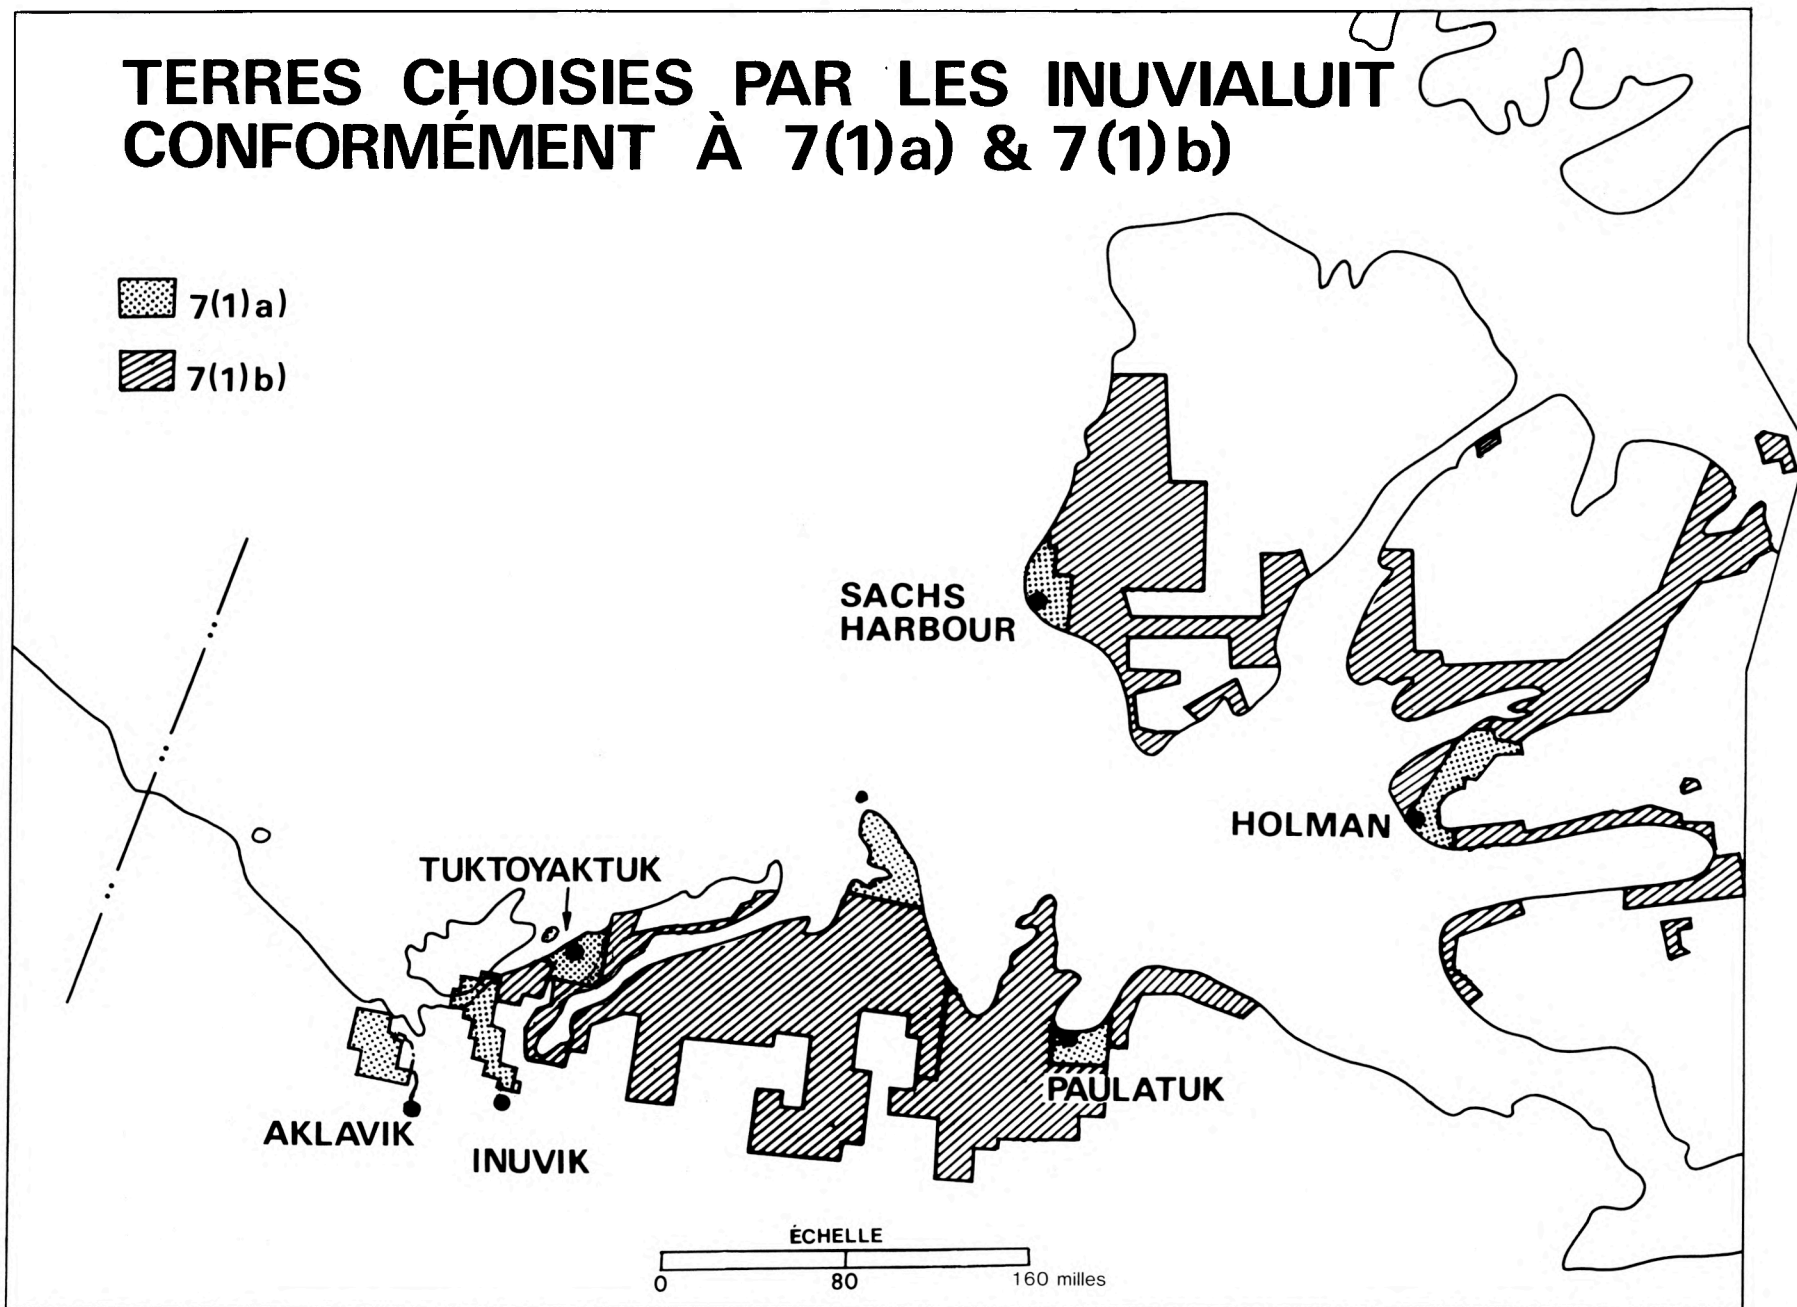 TERRES CHOISIES PAR LES INUVIALUIT
CONFORMÉMENT À 7(1)a) & 7(1)b)
7(1)a)
7(1)b)
SACHS
HARBOUR
HOLMAN
TUKTOYAKTUK
PAULATUK
AKLAVIK
INUVIK
ÉCHELLE
0 80 160 milles